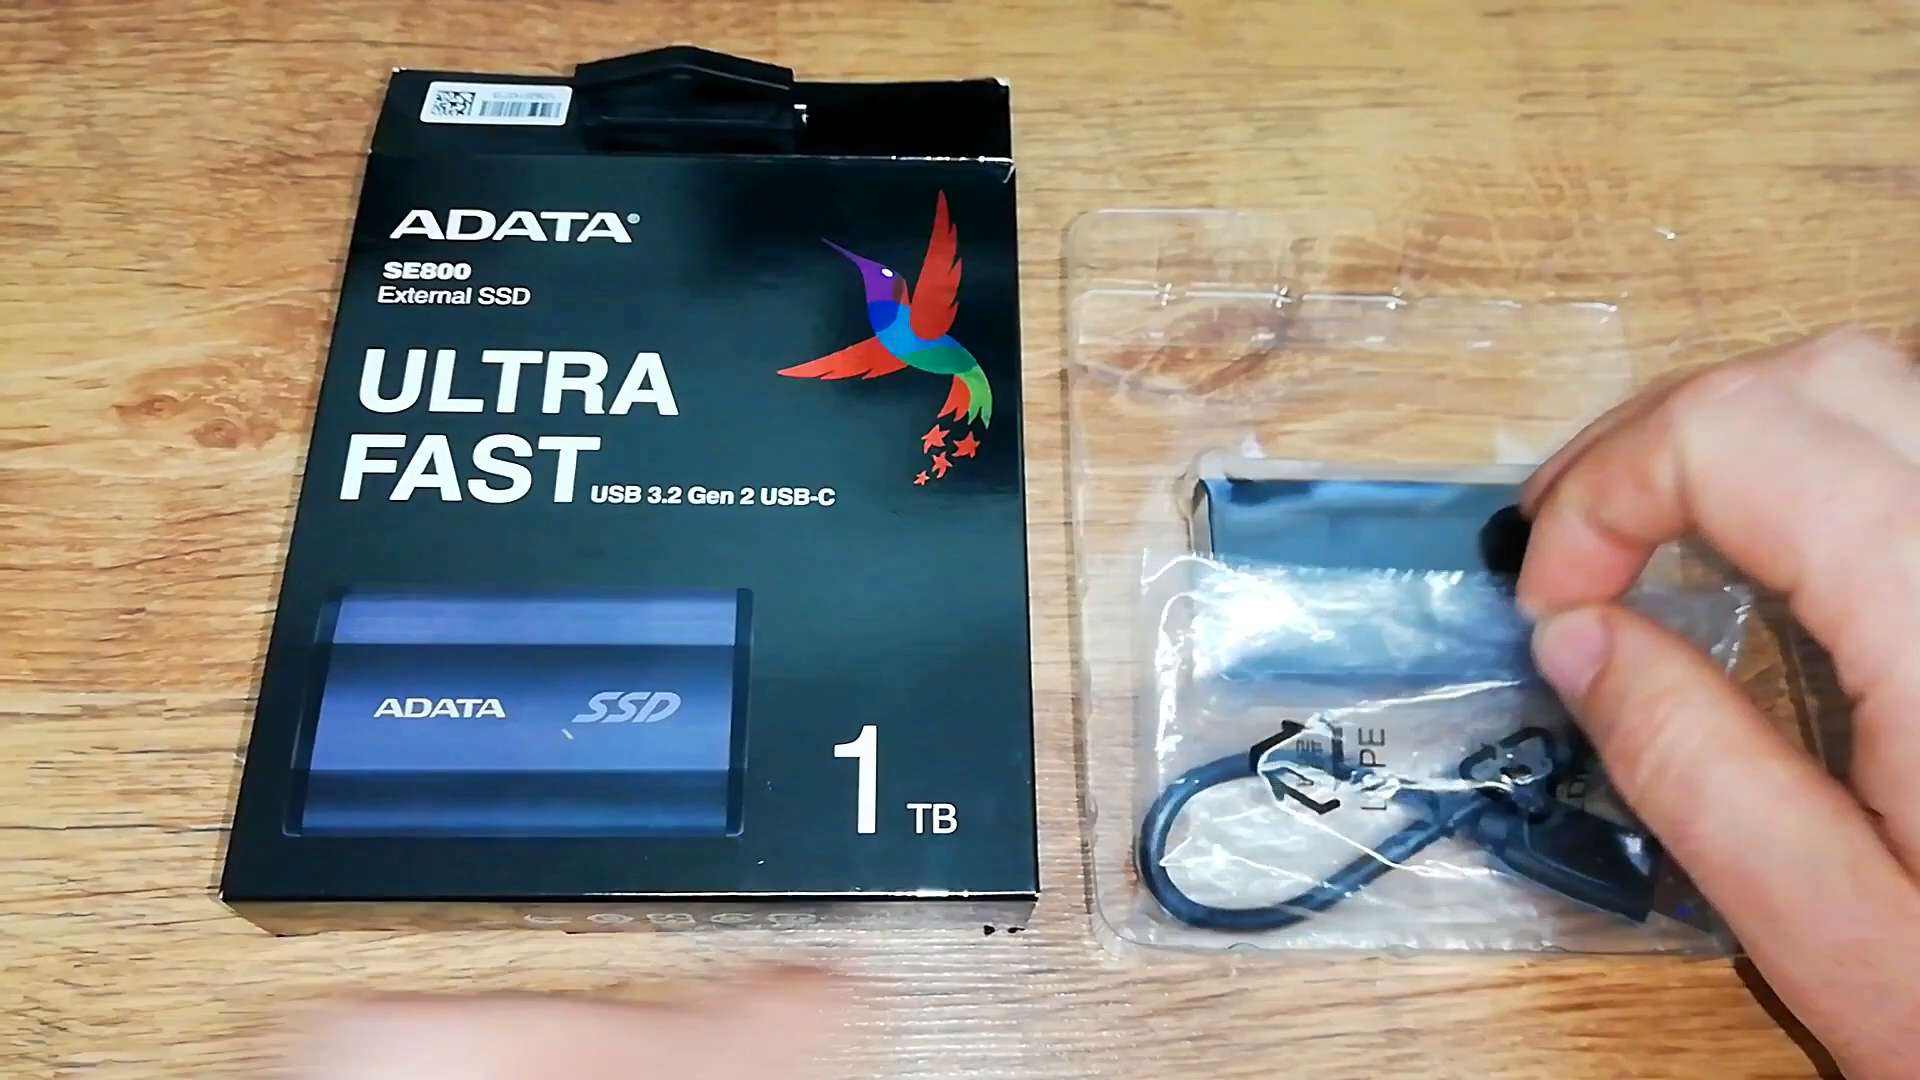 ADATA®
SE800
External SSD
ULTRA
FAST USB 3.2 Gen 2 USB-C
ADATA SSD
1 TB